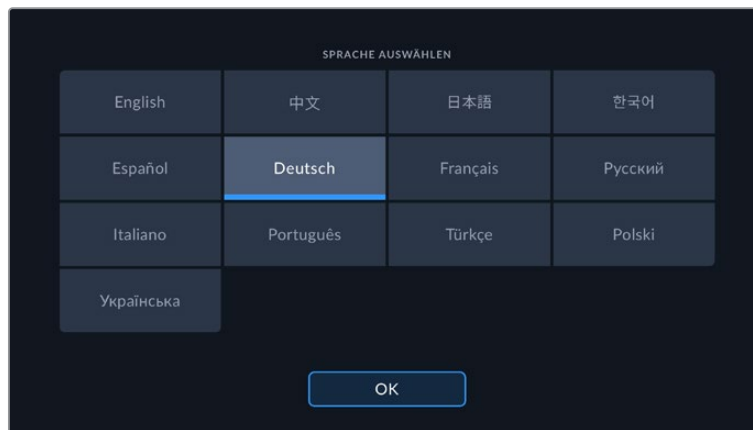 SPRACHE AUSWÄHLEN
English 中文 日本語 한국어
Español Deutsch Français Русский
Italiano Português Türkçe Polski
Українська
OK